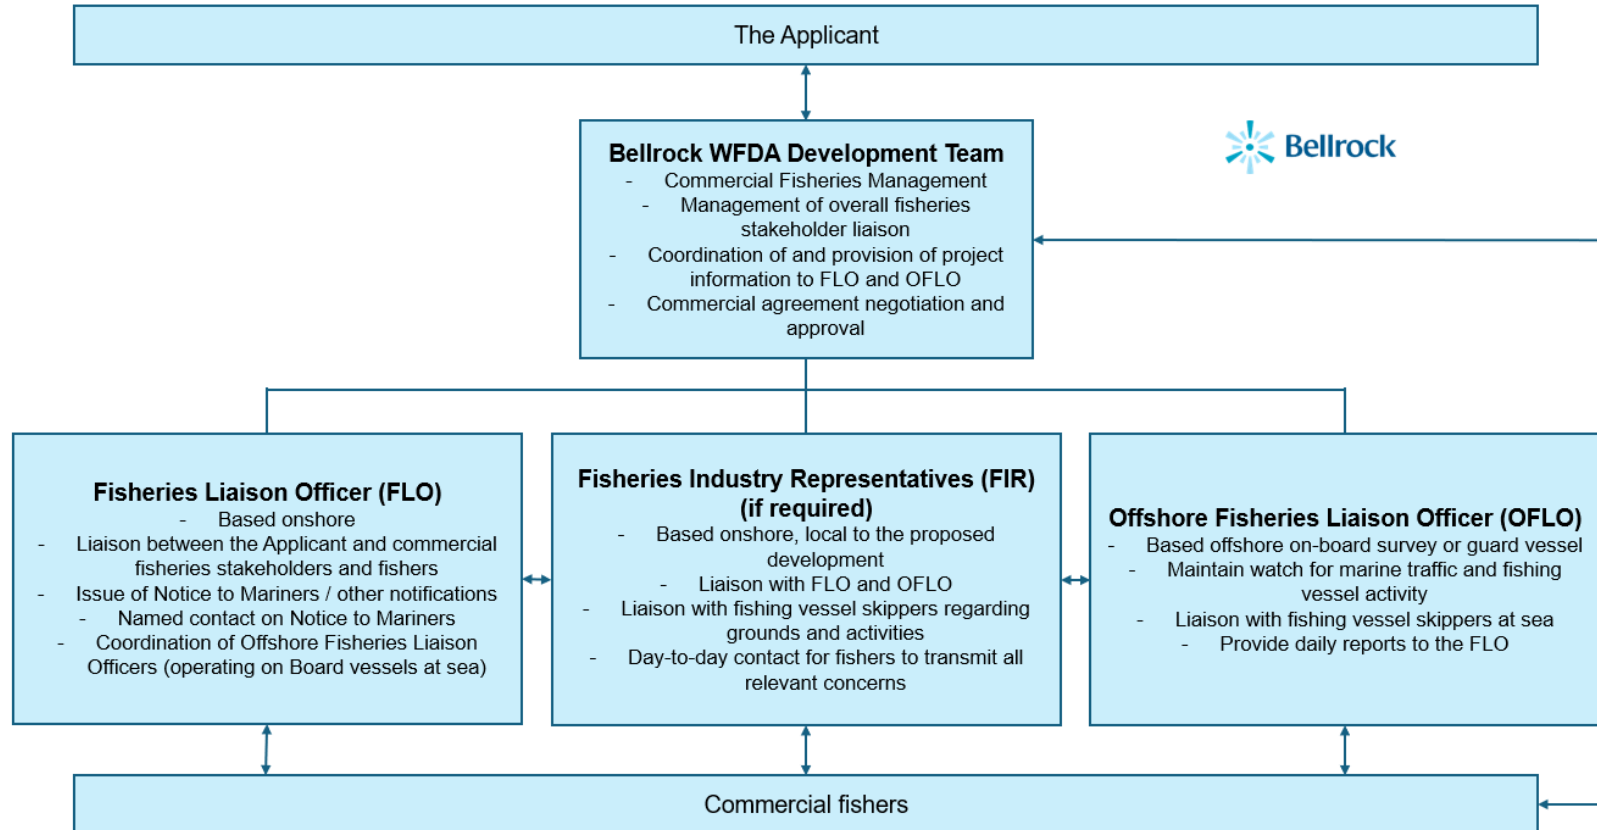 The Applicant
Bellrock WFDA Development Team
- Commercial Fisheries Management
- Management of overall fisheries
stakeholder liaison
- Coordination of and provision of project
information to FLO and OFLO
- Commercial agreement negotiation and
approval
Bellrock
Fisheries Liaison Officer (FLO)
- Based onshore
- Liaison between the Applicant and commercial
fisheries stakeholders and fishers
- Issue of Notice to Mariners / other notifications
- Named contact on Notice to Mariners
- Coordination of Offshore Fisheries Liaison
Officers (operating on Board vessels at sea)
Fisheries Industry Representatives (FIR)
(if required)
- Based onshore, local to the proposed
development
- Liaison with FLO and OFLO
- Liaison with fishing vessel skippers regarding
grounds and activities
- Day-to-day contact for fishers to transmit all
relevant concerns
Offshore Fisheries Liaison Officer (OFLO)
- Based offshore on-board survey or guard vessel
- Maintain watch for marine traffic and fishing
vessel activity
- Liaison with fishing vessel skippers at sea
- Provide daily reports to the FLO
Commercial fishers